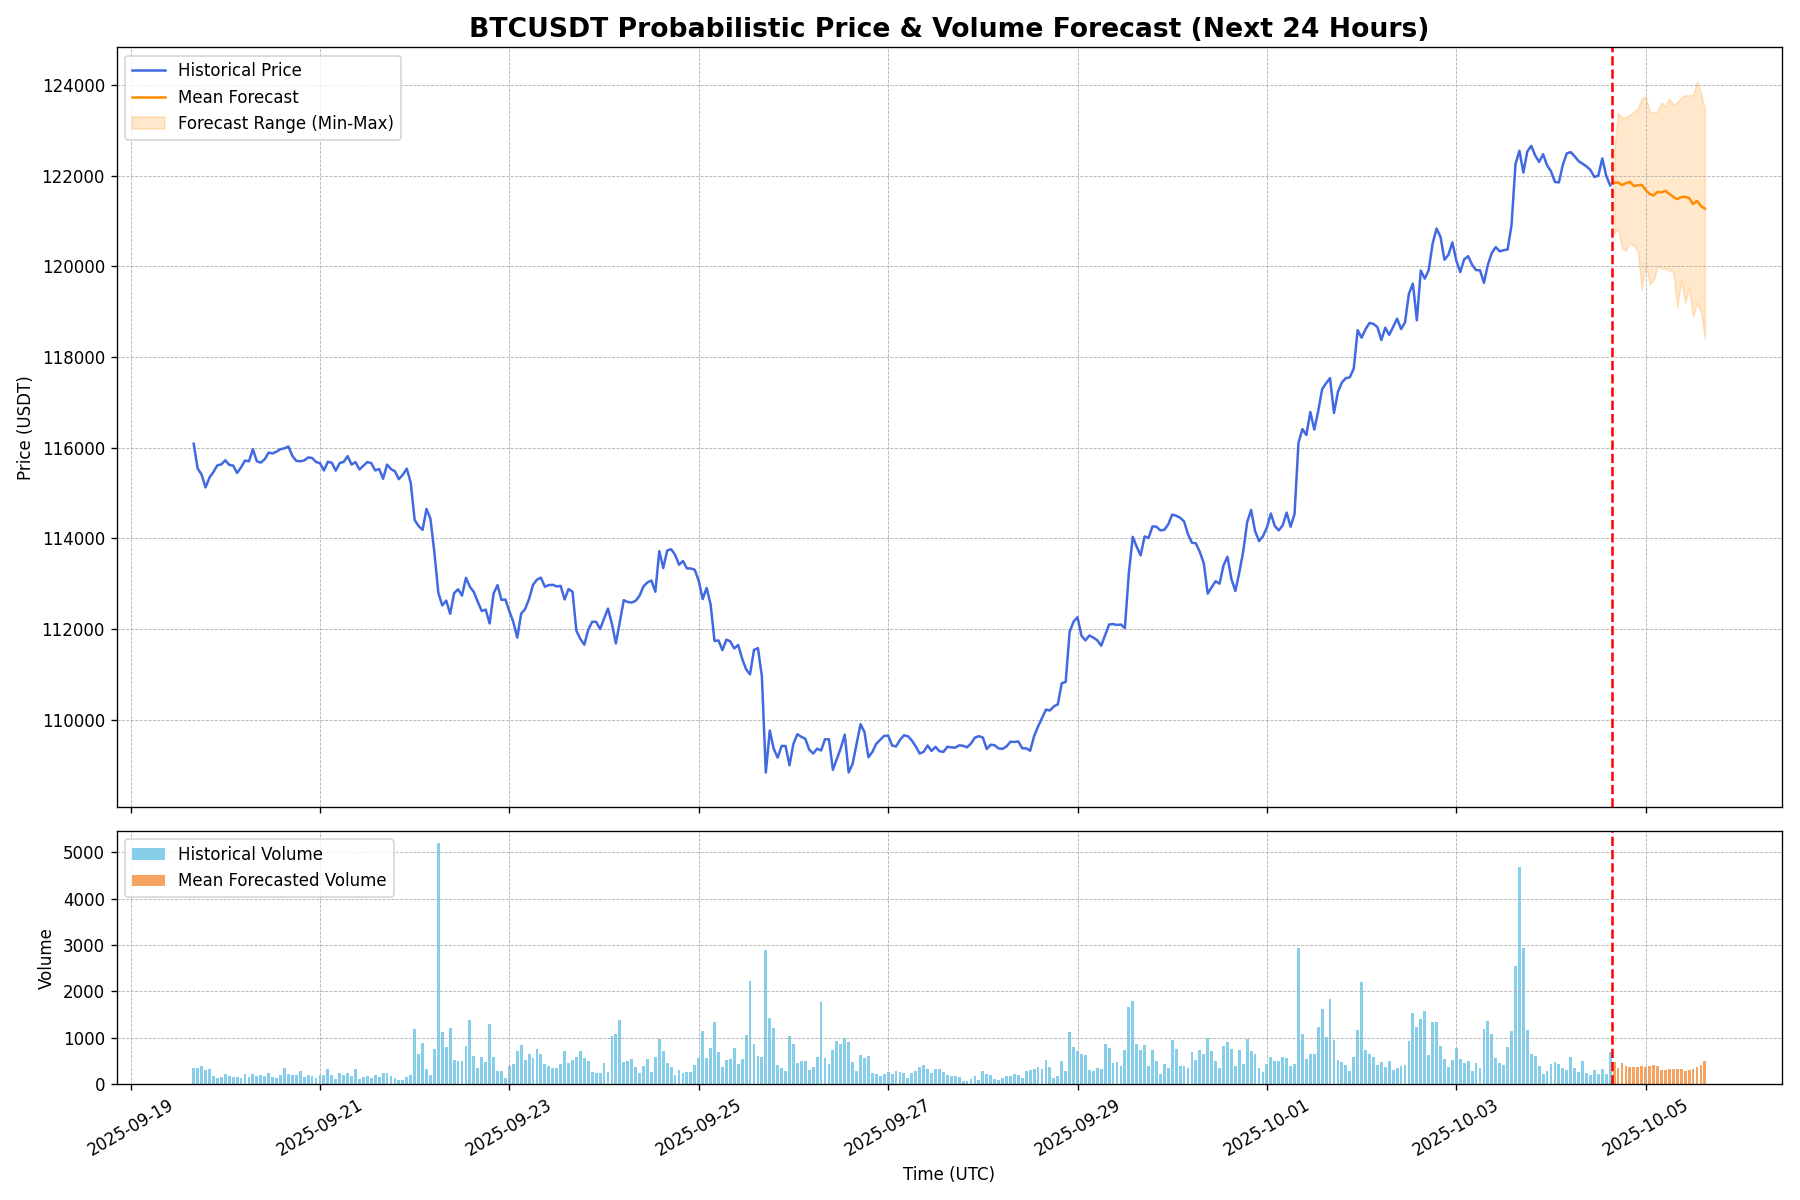 BTCUSDT Probabilistic Price & Volume Forecast (Next 24 Hours)
Historical Price
Mean Forecast
Forecast Range (Min-Max)
124000
122000
120000
118000
116000
114000
112000
110000
Price (USDT)
Historical Volume
Mean Forecasted Volume
5000
4000
3000
2000
1000
0
Volume
2025-09-19
2025-09-21
2025-09-23
2025-09-25
2025-09-27
2025-09-29
2025-10-01
2025-10-03
2025-10-05
Time (UTC)